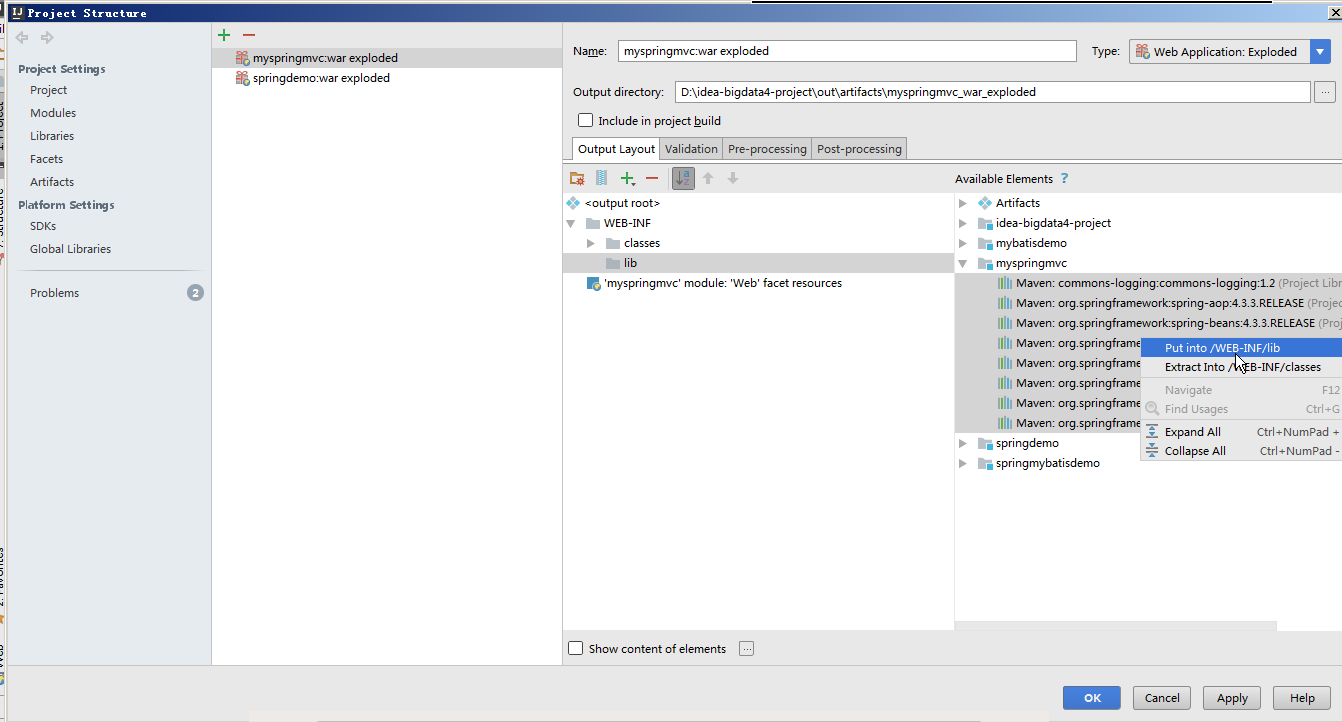 Project Structure
Project Settings
Project
Modules
Libraries
Facets
Artifacts
Platform Settings
SDKs
Global Libraries
Problems 2
myspringmvc:war exploded
springdemo:war exploded
Name: myspringmvc:war exploded Type: Web Application: Exploded
Output directory: D:\idea-bigdata4-project\out\artifacts\myspringmvc_war_exploded ...
Include in project build
Output Layout Validation Pre-processing Post-processing
<output root>
WEB-INF
classes
lib
'myspringmvc' module: 'Web' facet resources
Available Elements ?
Artifacts
idea-bigdata4-project
mybatisdemo
myspringmvc
Maven: commons-logging:commons-logging:1.2 (Project Libr
Maven: org.springframework:spring-aop:4.3.3.RELEASE (Projec
Maven: org.springframework:spring-beans:4.3.3.RELEASE (Proj
Maven: org.springframe
Maven: org.springframe
Maven: org.springframe
Maven: org.springframe
Maven: org.springframe
springdemo
springmybatisdemo
Put into /WEB-INF/lib
Extract Into /WEB-INF/classes
Navigate F12
Find Usages Ctrl+G
Expand All Ctrl+NumPad +
Collapse All Ctrl+NumPad -
Show content of elements ...
OK Cancel Apply Help